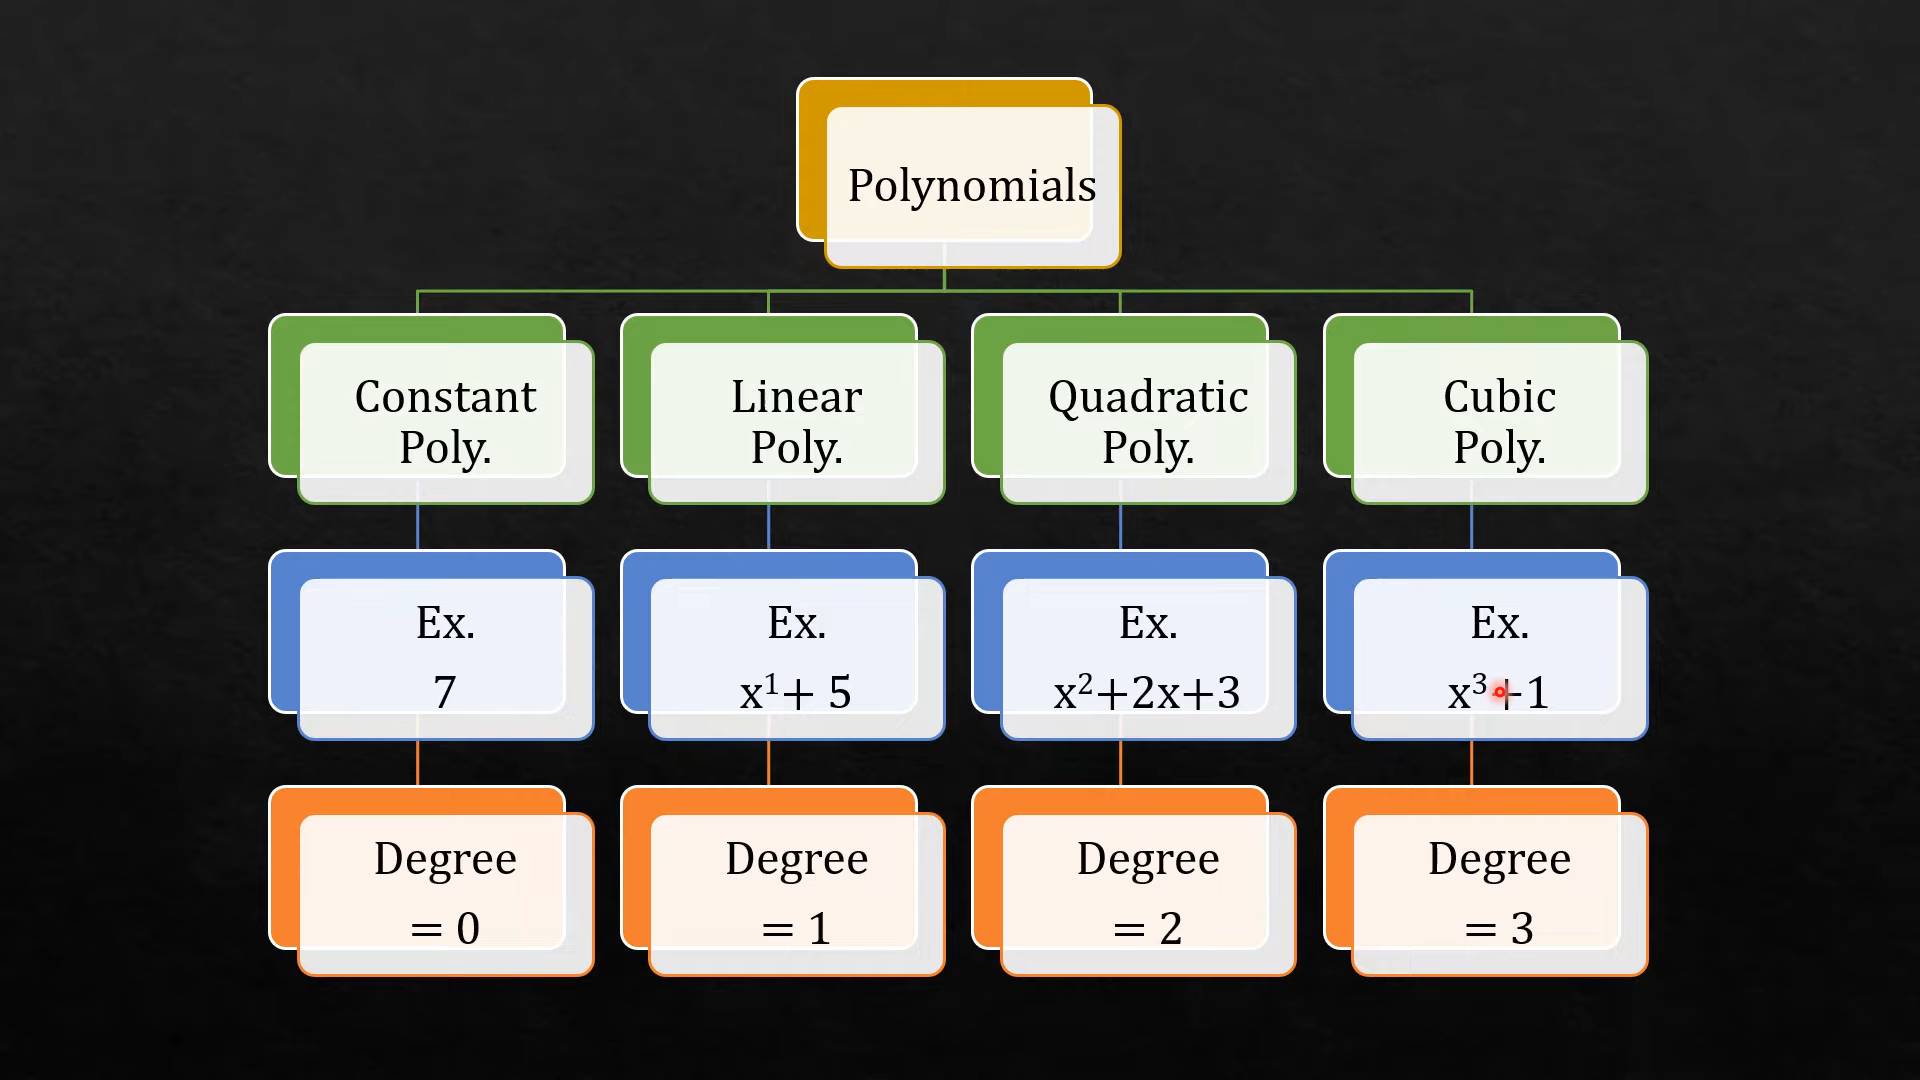 Polynomials
Constant
Poly.
Linear
Poly.
Quadratic
Poly.
Cubic
Poly.
Ex.
7
Ex.
x¹+ 5
Ex.
x²+2x+3
Ex.
x³+1
Degree
= 0
Degree
= 1
Degree
= 2
Degree
= 3